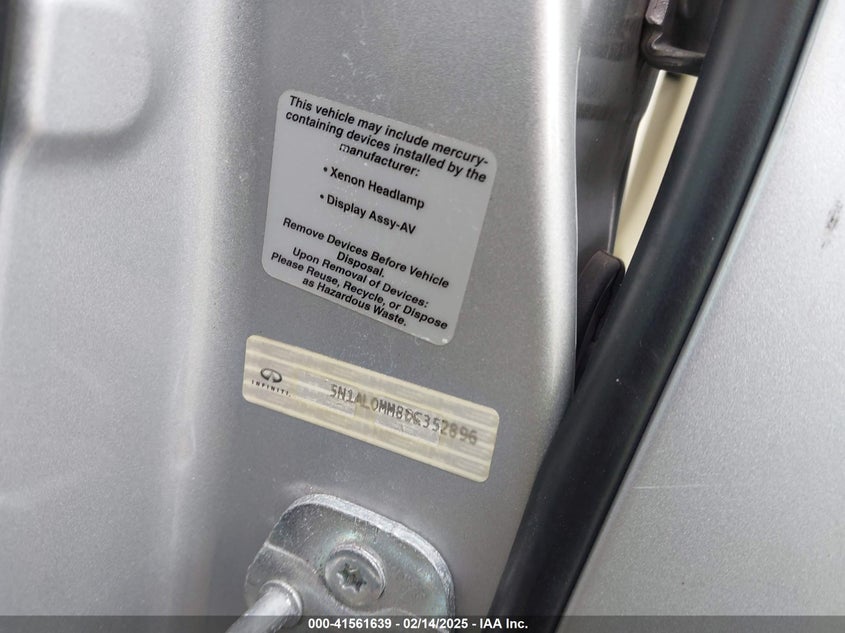 This vehicle may include mercury-
containing devices installed by the
manufacturer:
• Xenon Headlamp
• Display Assy-AV
Remove Devices Before Vehicle
Disposal.
Upon Removal of Devices:
Please Reuse, Recycle, or Dispose
as Hazardous Waste.
INFINITI. 5N1AL0MM8DC352896
000-41561639 — 02/14/2025 — IAA Inc.